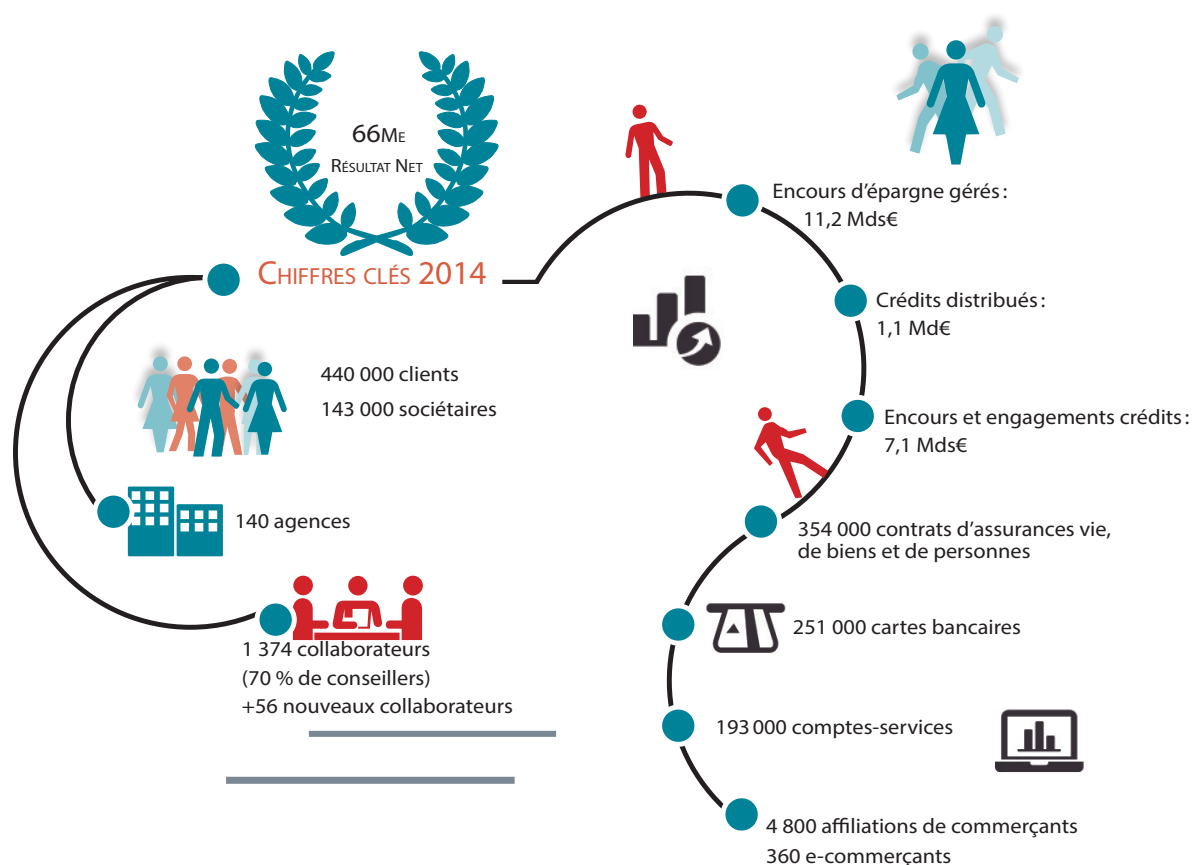 66Me
Résultat Net
Chiffres clés 2014
440 000 clients
143 000 sociétaires
140 agences
1 374 collaborateurs
(70 % de conseillers)
+56 nouveaux collaborateurs
Encours d'épargne gérés :
11,2 Mds€
Crédits distribués :
1,1 Md€
Encours et engagements crédits :
7,1 Mds€
354 000 contrats d'assurances vie,
de biens et de personnes
251 000 cartes bancaires
193 000 comptes-services
4 800 affiliations de commerçants
360 e-commerçants